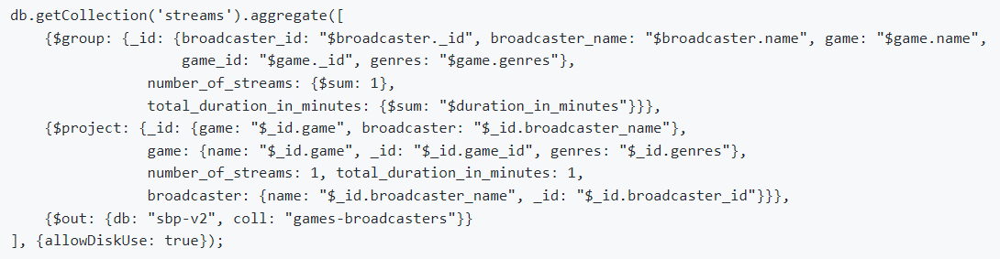 db.getCollection('streams').aggregate([
    {$group: {_id: {broadcaster_id: "$broadcaster._id", broadcaster_name: "$broadcaster.name", game: "$game.name",
                   game_id: "$game._id", genres: "$game.genres"},
               number_of_streams: {$sum: 1},
               total_duration_in_minutes: {$sum: "$duration_in_minutes"}}},
    {$project: {_id: {game: "$_id.game", broadcaster: "$_id.broadcaster_name"},
               game: {name: "$_id.game", _id: "$_id.game_id", genres: "$_id.genres"},
               number_of_streams: 1, total_duration_in_minutes: 1,
               broadcaster: {name: "$_id.broadcaster_name", _id: "$_id.broadcaster_id"}}},
    {$out: {db: "sbp-v2", coll: "games-broadcasters"}}
], {allowDiskUse: true});